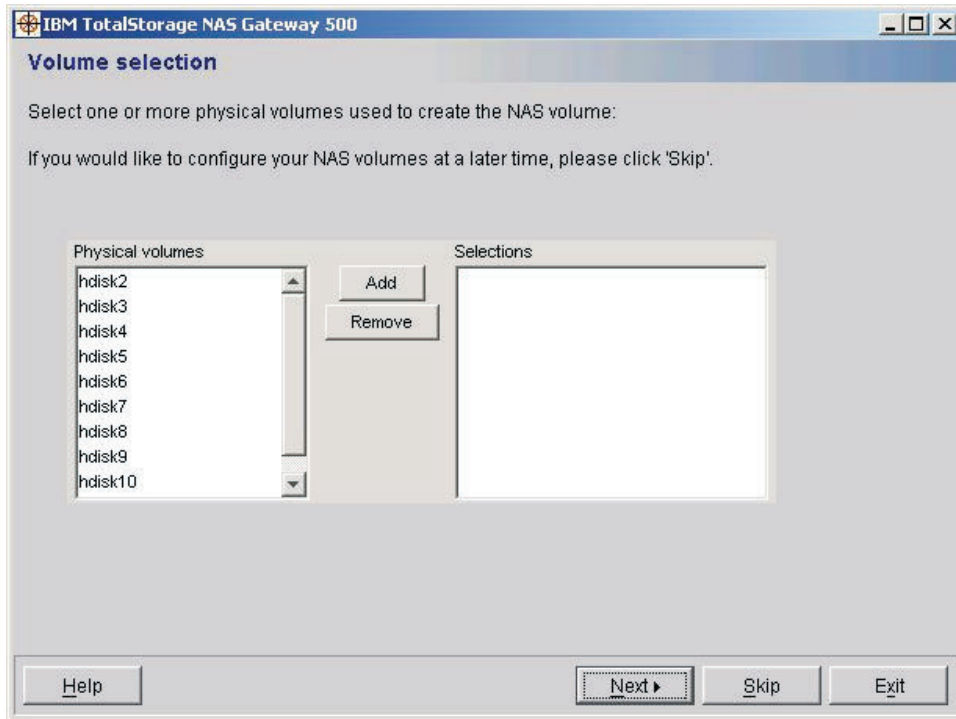 IBM TotalStorage NAS Gateway 500
Volume selection
Select one or more physical volumes used to create the NAS volume:
If you would like to configure your NAS volumes at a later time, please click 'Skip'.
Physical volumes
Selections
hdisk2
hdisk3
hdisk4
hdisk5
hdisk6
hdisk7
hdisk8
hdisk9
hdisk10
Add
Remove
Help
Next
Skip
Exit